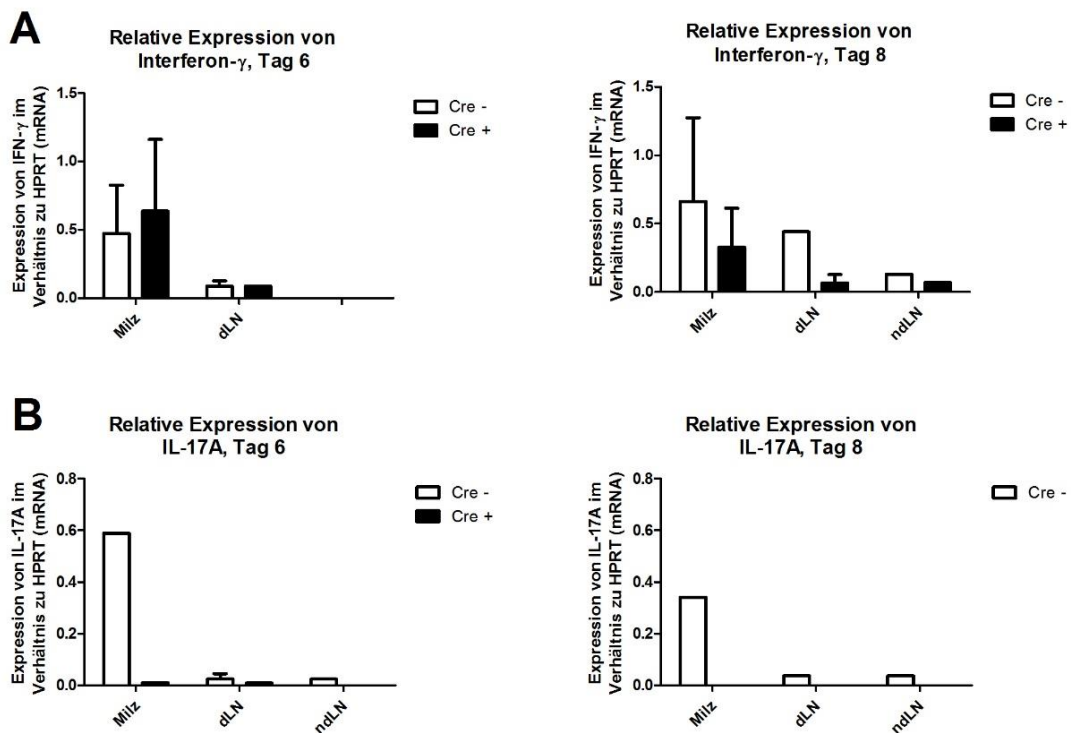 A
Relative Expression von
Interferon-γ, Tag 6
Expression von IFN-γ im
Verhältnis zu HPRT (mRNA)
1.5
1.0
0.5
0.0
Milz
dLN
Cre -
Cre +
Relative Expression von
Interferon-γ, Tag 8
Expression von IFN-γ im
Verhältnis zu HPRT (mRNA)
1.5
1.0
0.5
0.0
Milz
dLN
ndLN
Cre -
Cre +
B
Relative Expression von
IL-17A, Tag 6
Expression von IL-17A im
Verhältnis zu HPRT (mRNA)
0.8
0.6
0.4
0.2
0.0
Milz
dLN
ndLN
Cre -
Cre +
Relative Expression von
IL-17A, Tag 8
Expression von IL-17A im
Verhältnis zu HPRT (mRNA)
0.8
0.6
0.4
0.2
0.0
Milz
dLN
ndLN
Cre -